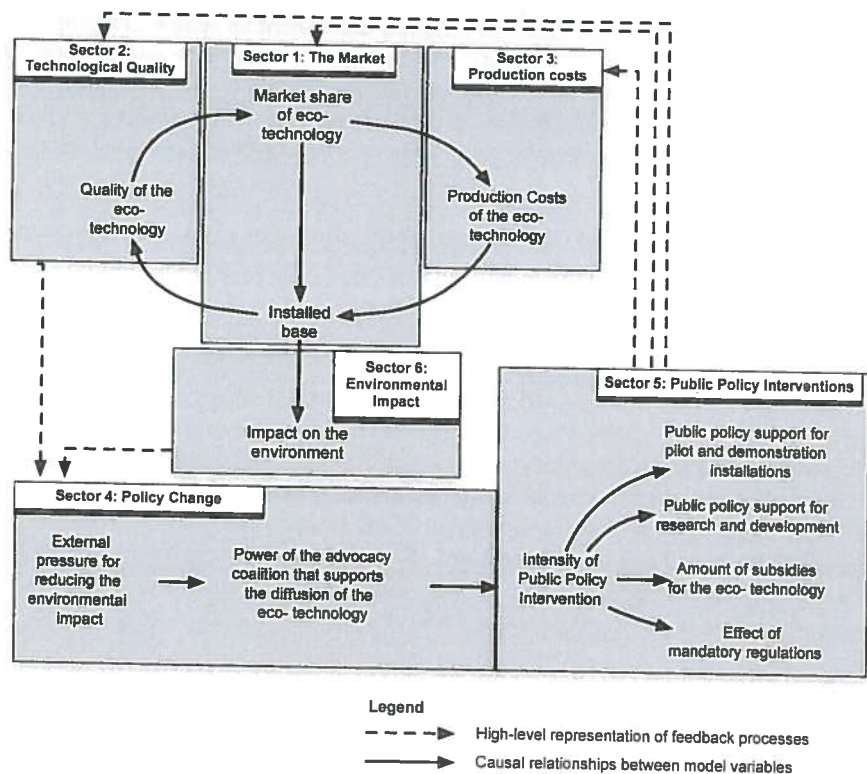 Sector 2:
Technological Quality
Sector 1: The Market
Sector 3:
Production costs
Market share
of eco-
technology
Quality of the
eco-
technology
Production Costs
of the eco-
technology
Installed
base
Sector 6:
Environmental
Impact
Impact on the
environment
Sector 5: Public Policy Interventions
Public policy support for
pilot and demonstration
installations
Public policy support for
research and development
Intensity of
Public Policy
Intervention
Amount of subsidies
for the eco- technology
Effect of
mandatory regulations
Sector 4: Policy Change
External
pressure for
reducing the
environmental
impact
Power of the advocacy
coalition that supports
the diffusion of the
eco- technology
Legend
High-level representation of feedback processes
Causal relationships between model variables